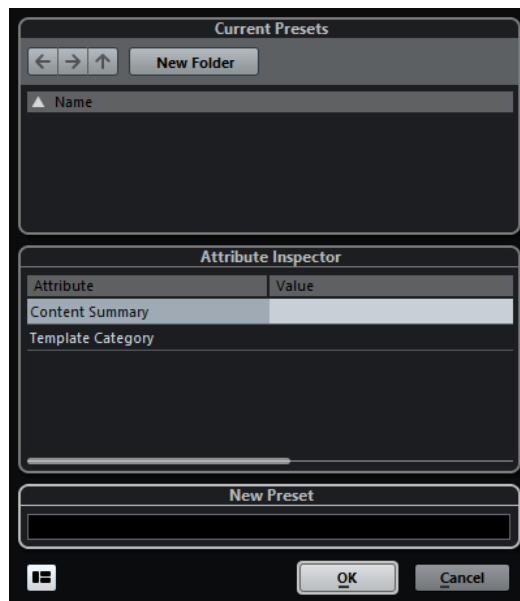 Current Presets
New Folder
Name
Attribute Inspector
Attribute Value
Content Summary
Template Category
New Preset
OK Cancel